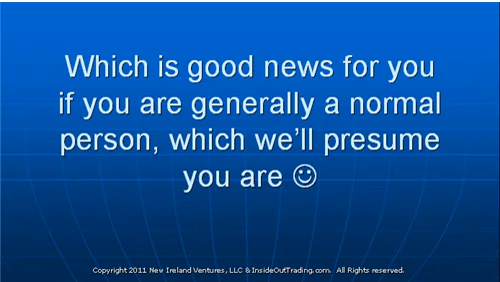 Which is good news for you
if you are generally a normal
person, which we'll presume
you are ☺
Copyright 2011 New Ireland Ventures, LLC & InsideOutTrading.com. All Rights reserved.